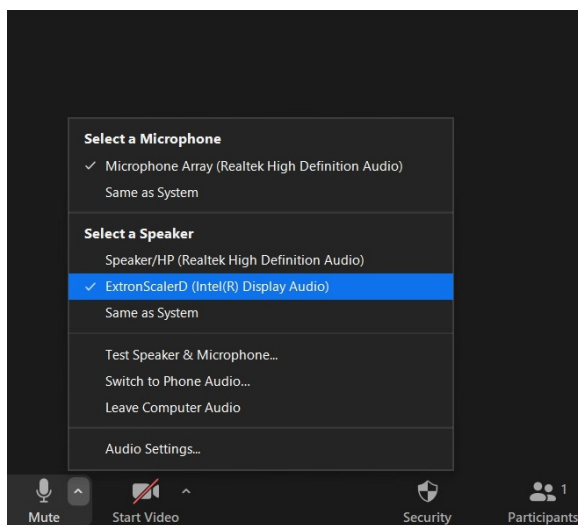 Select a Microphone
Microphone Array (Realtek High Definition Audio)
Same as System
Select a Speaker
Speaker/HP (Realtek High Definition Audio)
ExtronScalerD (Intel(R) Display Audio)
Same as System
Test Speaker & Microphone...
Switch to Phone Audio...
Leave Computer Audio
Audio Settings...
1
Mute Start Video Security Participants